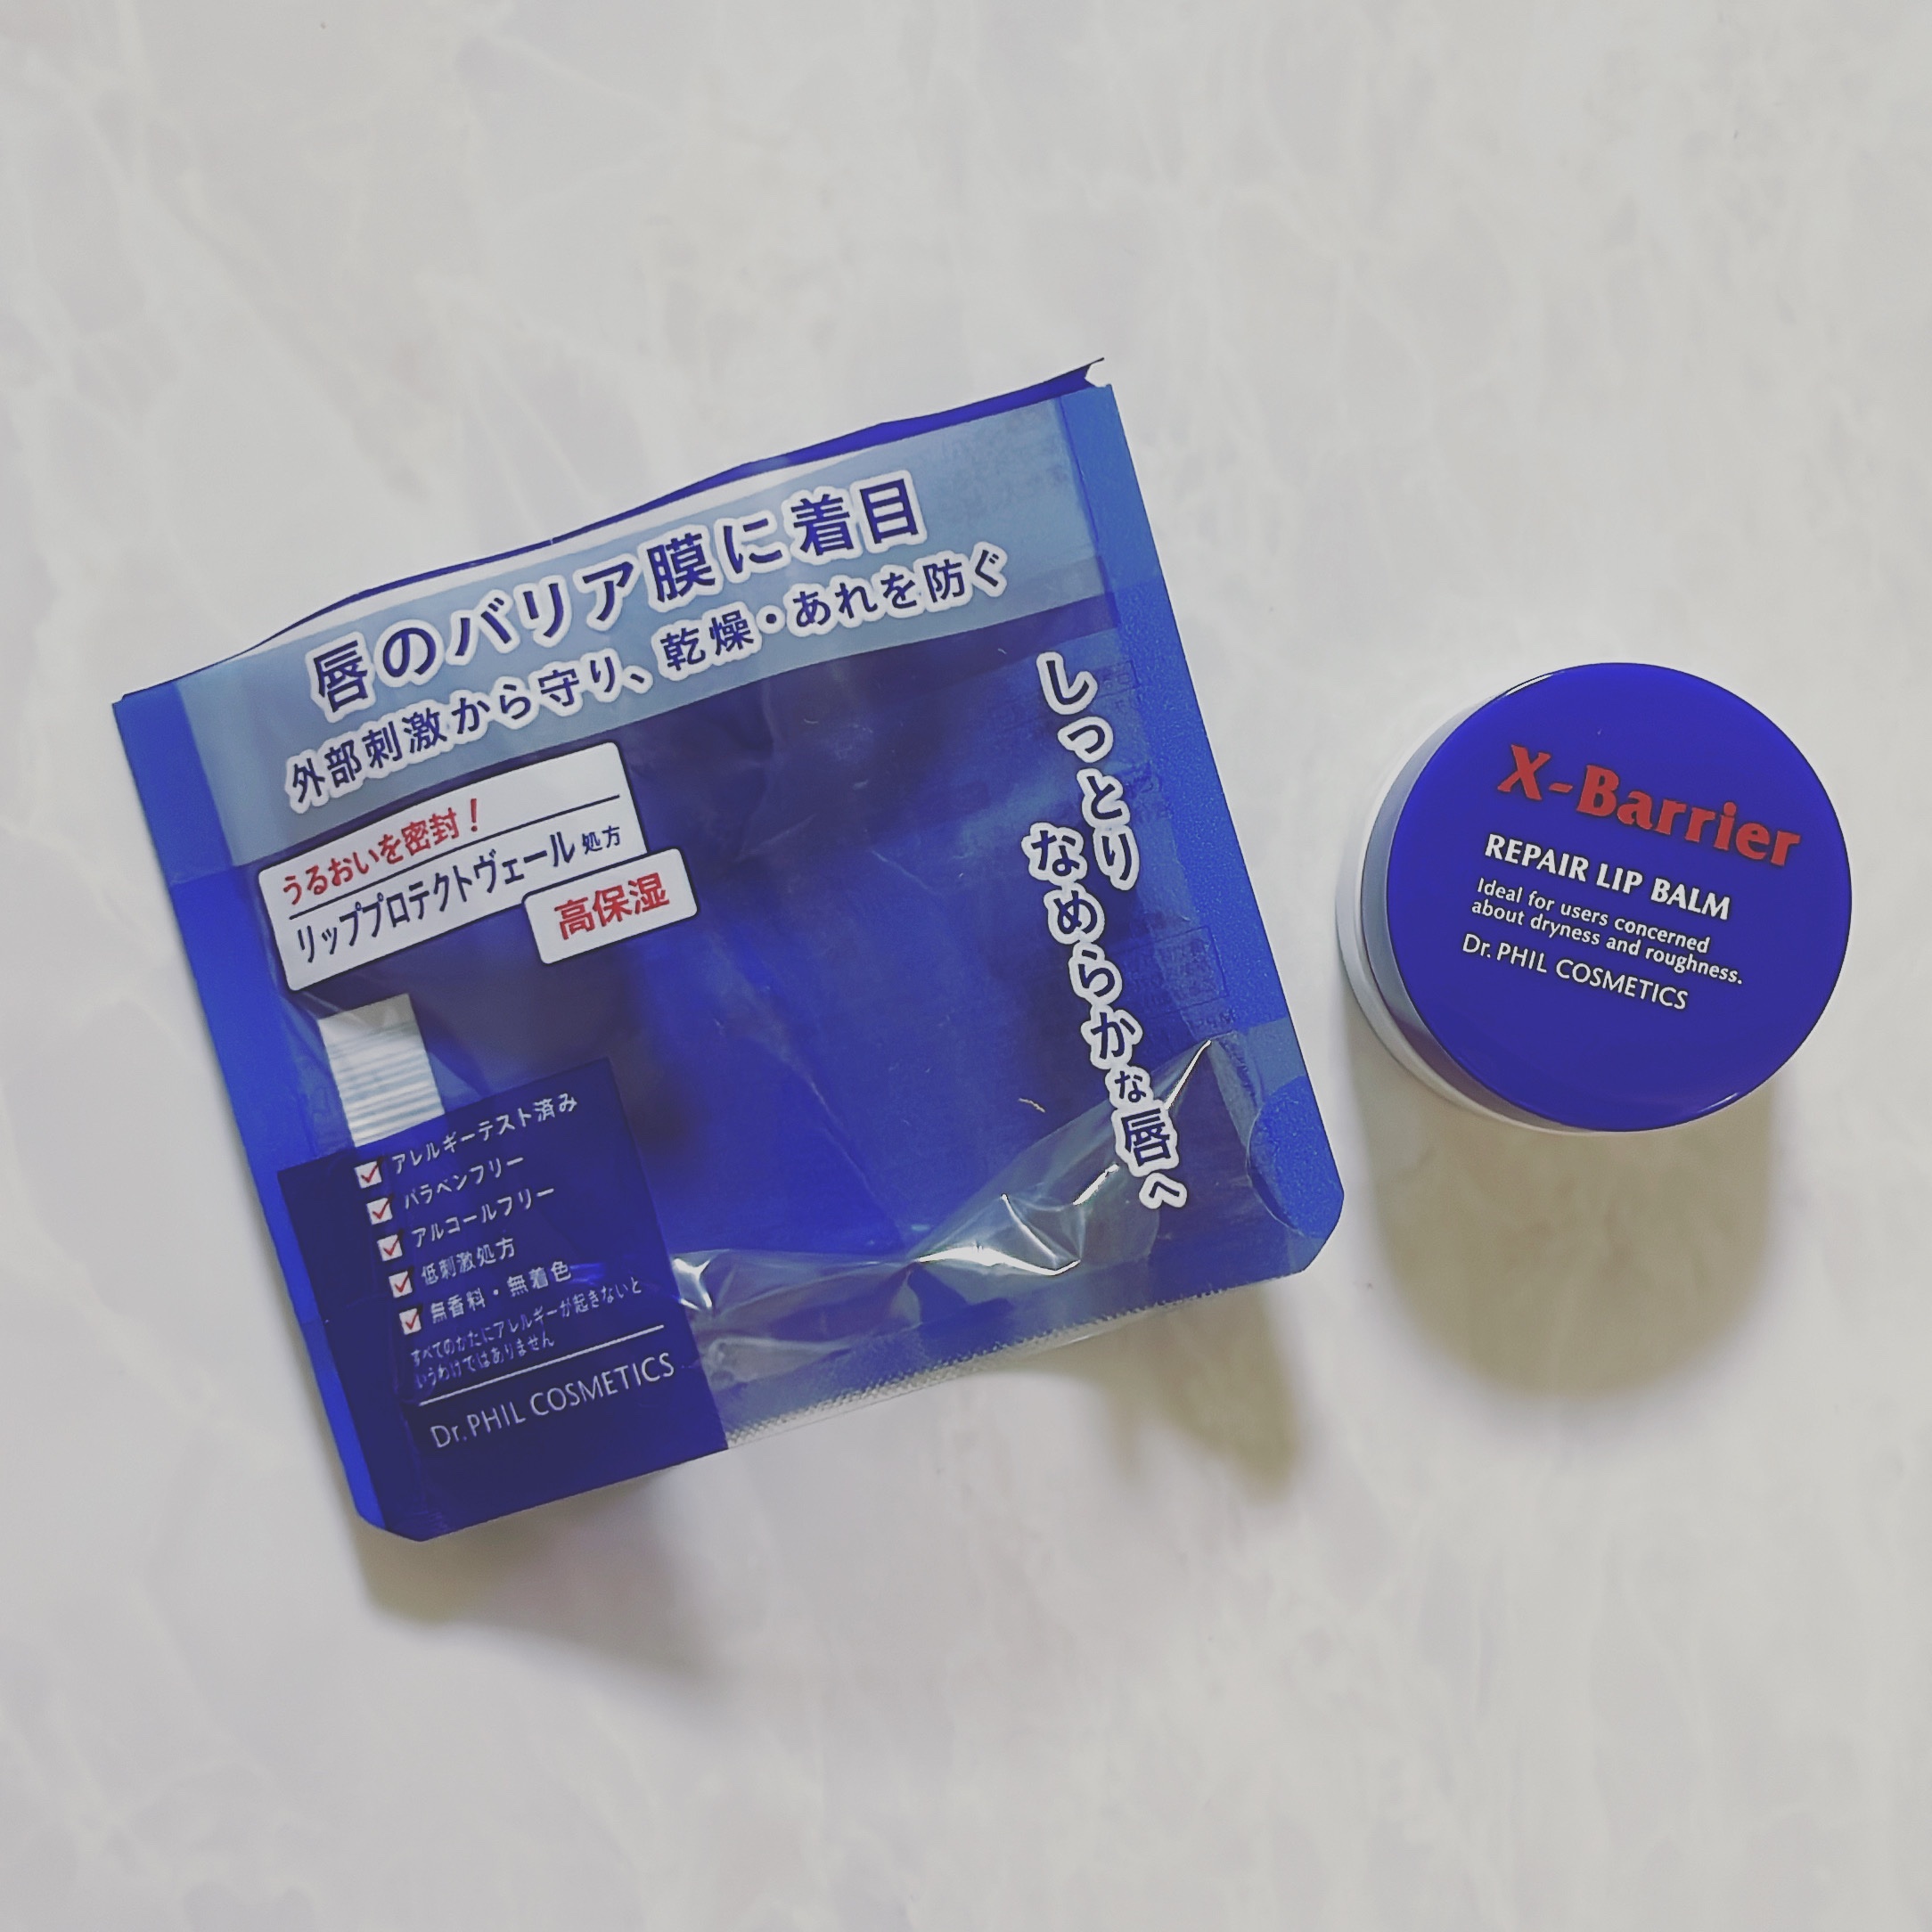 唇のバリア膜に着目
外部刺激から守り、乾燥・あれを防ぐ
うるおいを密封！
リッププロテクトヴェール処方
高保湿
しっとり
なめらかな唇へ
アレルギーテスト済み
パラベンフリー
アルコールフリー
低刺激処方
無香料・無着色
すべてのかたにアレルギーが起きないと
いうわけではありません
Dr.PHIL COSMETICS
X-Barrier
REPAIR LIP BALM
Ideal for users concerned
about dryness and roughness.
Dr. PHIL COSMETICS